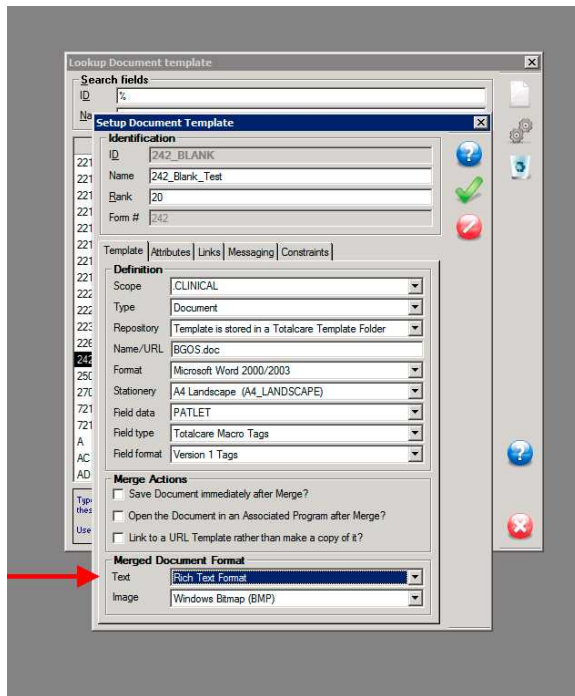 Lookup Document template
Search fields
ID %
Na
Setup Document Template
Identification
ID 242_BLANK
Name 242_Blank_Test
Rank 20
Form # 242
221
221
221
221
221
221
221
221
222
222
223
226
242
250
270
721
721
A
AC
AD
Template Attributes Links Messaging Constraints
Definition
Scope .CLINICAL
Type Document
Repository Template is stored in a Totalcare Template Folder
Name/URL BGOS.doc
Format Microsoft Word 2000/2003
Stationery A4 Landscape (A4_LANDSCAPE)
Field data PATLET
Field type Totalcare Macro Tags
Field format Version 1 Tags
Merge Actions
Save Document immediately after Merge?
Open the Document in an Associated Program after Merge?
Link to a URL Template rather than make a copy of it?
Type
thes
Use
Merged Document Format
Text Rich Text Format
Image Windows Bitmap (BMP)